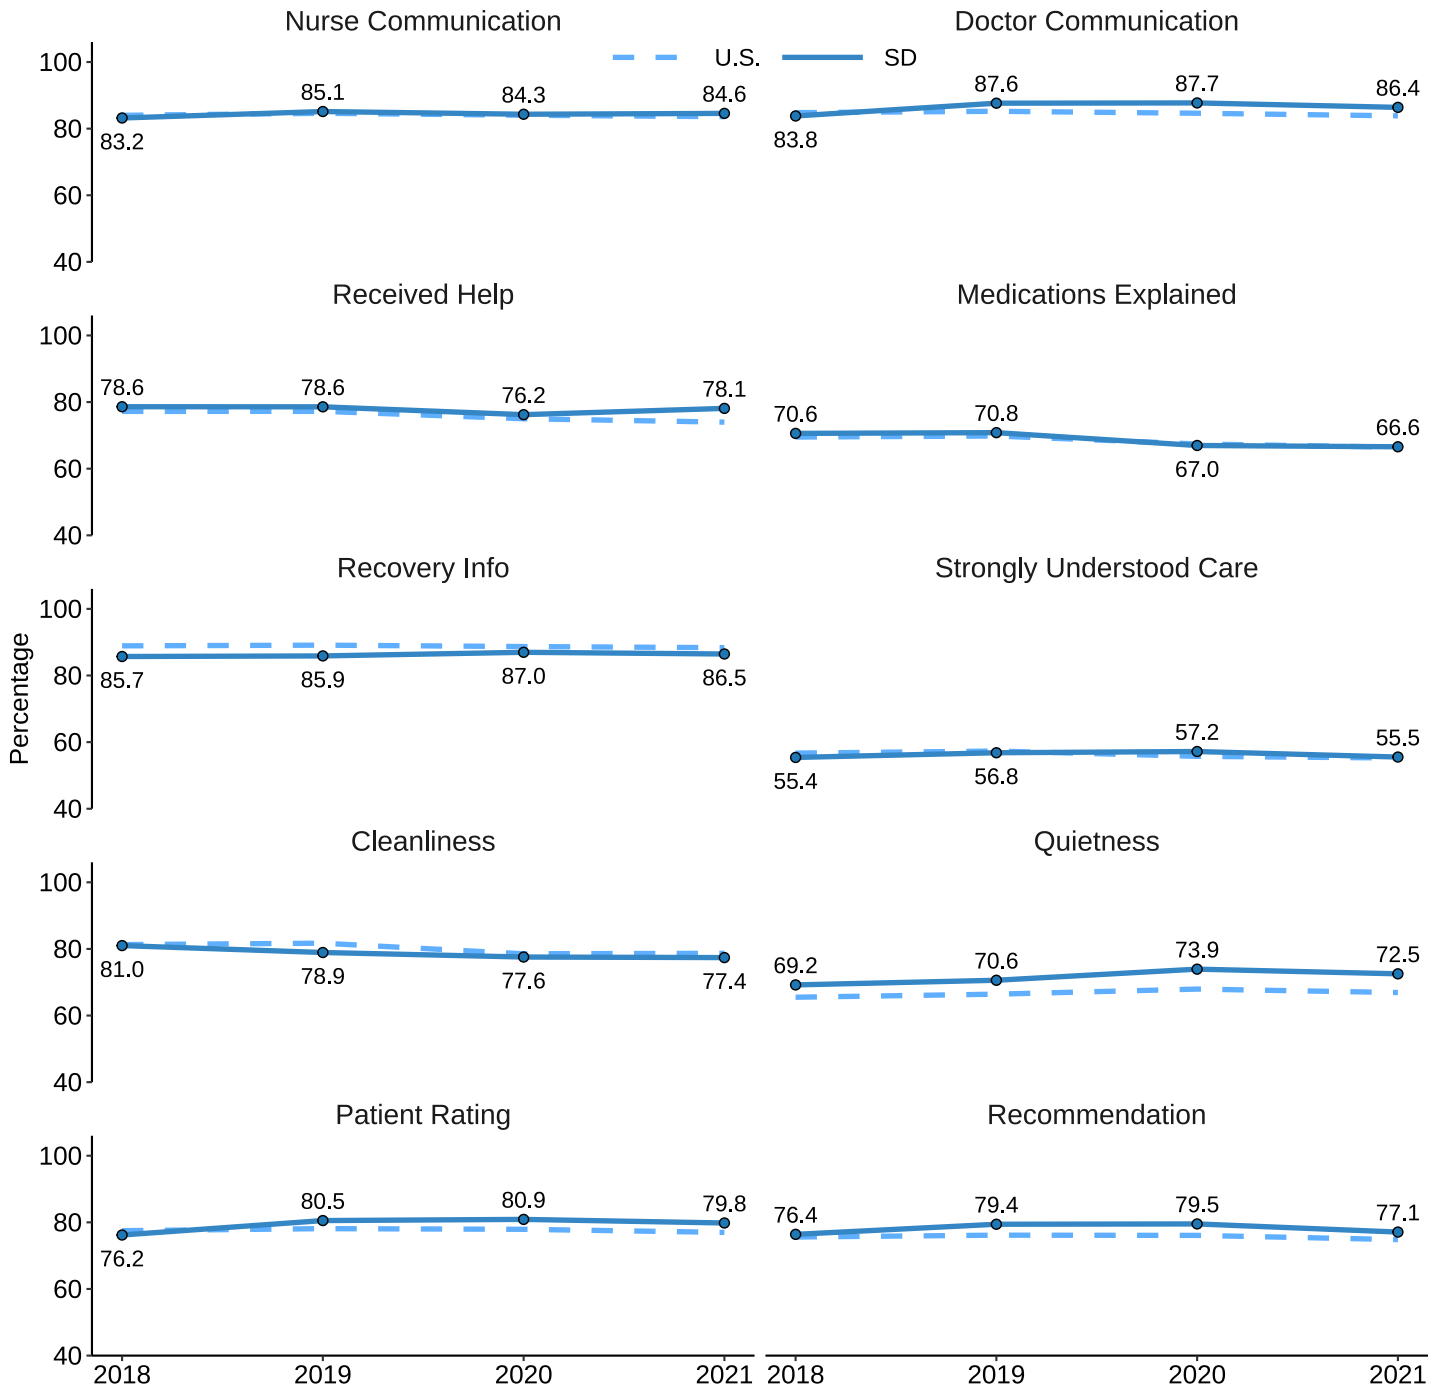 Nurse Communication
Doctor Communication
U.S. SD
100
80
60
40
83.2 85.1 84.3 84.6
83.8 87.6 87.7 86.4
Received Help
Medications Explained
100
80
60
40
78.6 78.6 76.2 78.1
70.6 70.8 67.0 66.6
Recovery Info
Strongly Understood Care
Percentage
100
80
60
40
85.7 85.9 87.0 86.5
55.4 56.8 57.2 55.5
Cleanliness
Quietness
100
80
60
40
81.0 78.9 77.6 77.4
69.2 70.6 73.9 72.5
Patient Rating
Recommendation
100
80
60
40
76.2 80.5 80.9 79.8
76.4 79.4 79.5 77.1
2018 2019 2020 2021
2018 2019 2020 2021